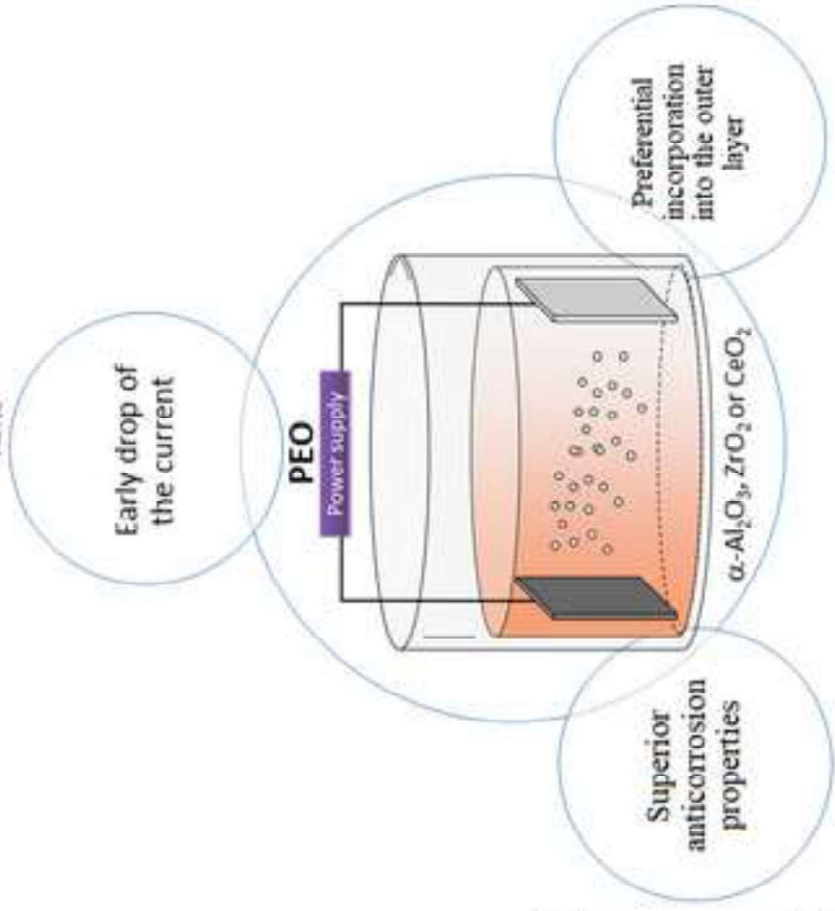 Early drop of
the current
PEO
Power supply
α-Al₂O₃, ZrO₂ or CeO₂
Superior
anticorrosion
properties
Preferential
incorporation
into the outer
layer